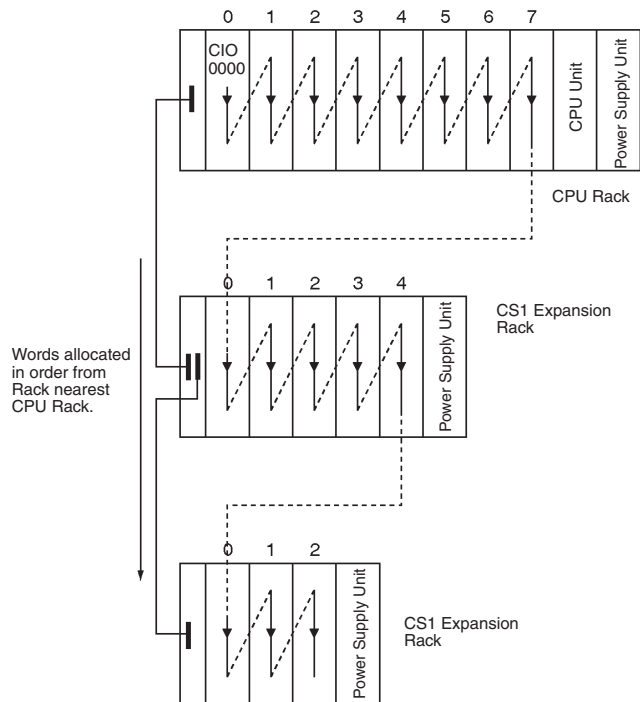 0 1 2 3 4 5 6 7
CIO
0000
CPU Unit
Power Supply Unit
CPU Rack
0 1 2 3 4
Power Supply Unit
CS1 Expansion
Rack
Words allocated
in order from
Rack nearest
CPU Rack.
0 1 2
Power Supply Unit
CS1 Expansion
Rack